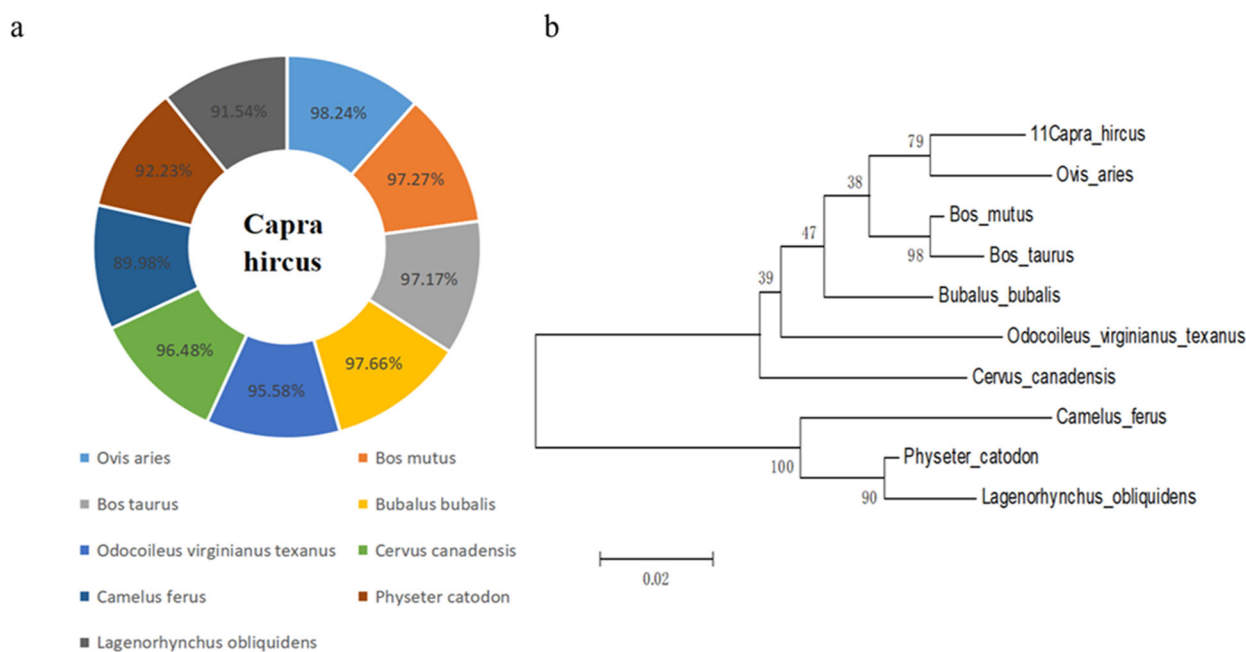 a
b
91.54%
98.24%
92.23%
97.27%
Capra
hircus
89.98%
97.17%
96.48%
97.66%
95.58%
Ovis aries
Bos mutus
Bos taurus
Bubalus bubalis
Odocoileus virginianus texanus
Cervus canadensis
Camelus ferus
Physeter catodon
Lagenorhynchus obliquidens
79
11Capra_hircus
Ovis_aries
38
Bos_mutus
47
98
Bos_taurus
39
Bubalus_bubalis
Odocoileus_virginianus_texanus
Cervus_canadensis
Camelus_ferus
100
Physeter_catodon
90
Lagenorhynchus_obliquidens
0.02